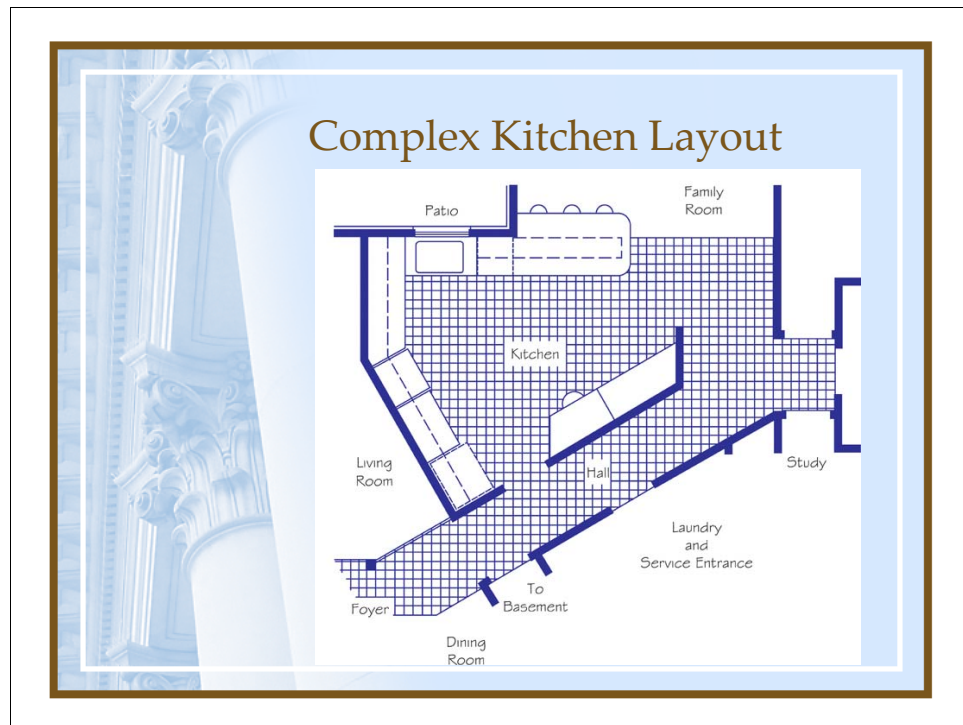 Complex Kitchen Layout
Family
Room
Patio
Kitchen
Living
Room
Hall
Study
Laundry
and
Service Entrance
To
Basement
Foyer
Dining
Room